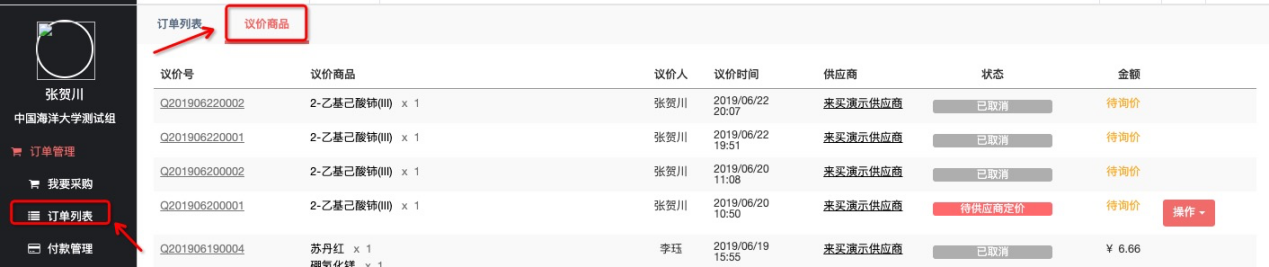 订单列表 议价商品
张贺川
中国海洋大学测试组
订单管理
我要采购
订单列表
付款管理
议价号 议价商品 议价人 议价时间 供应商 状态 金额
Q201906220002 2-乙基己酸铈(III) x 1 张贺川 2019/06/22 20:07 来买演示供应商 已取消 待询价
Q201906220001 2-乙基己酸铈(III) x 1 张贺川 2019/06/22 19:51 来买演示供应商 已取消 待询价
Q201906200002 2-乙基己酸铈(III) x 1 张贺川 2019/06/20 11:08 来买演示供应商 已取消 待询价
Q201906200001 2-乙基己酸铈(III) x 1 张贺川 2019/06/20 10:50 来买演示供应商 待供应商定价 待询价 操作
Q201906190004 苏丹红 x 1 李珏 2019/06/19 15:55 来买演示供应商 已取消 ¥ 6.66
硼氢化镁 x 1